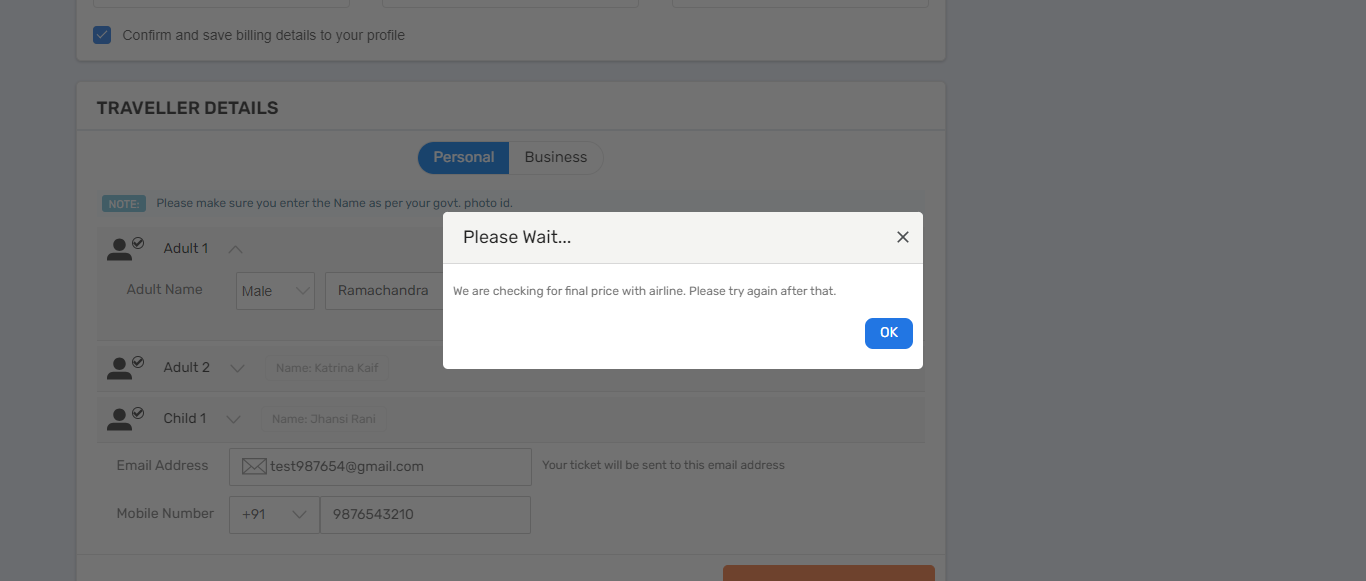 Confirm and save billing details to your profile
TRAVELLER DETAILS
Personal Business
NOTE: Please make sure you enter the Name as per your govt. photo id.
Adult 1
Adult Name Male Ramachandra
Please Wait...
We are checking for final price with airline. Please try again after that.
OK
Adult 2 Name: Katrina Kaif
Child 1 Name: Jhansi Rani
Email Address test987654@gmail.com Your ticket will be sent to this email address
Mobile Number +91 9876543210